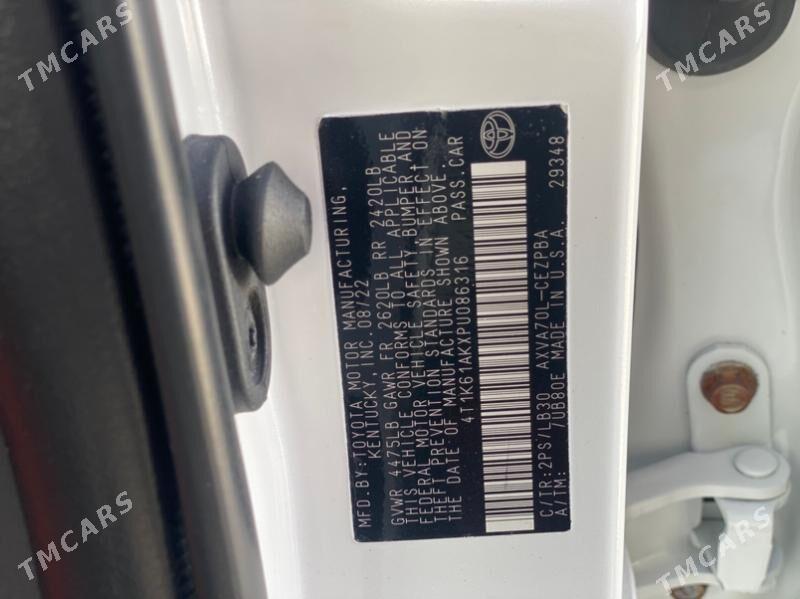 MFD.BY:TOYOTA MOTOR MANUFACTURING,
KENTUCKY, INC. 08/22
GVWR 4475LB GAWR FR 2620LB RR 2420LB
THIS VEHICLE CONFORMS TO ALL APPLICABLE
FEDERAL MOTOR VEHICLE SAFETY, BUMPER, AND
THEFT PREVENTION STANDARDS IN EFFECT ON
THE DATE OF MANUFACTURE SHOWN ABOVE.
4T1K61AKXPU086316 PASS.CAR
C/TR:2PS/LB30 AXVA70L-CEZPBA
A/TM: 7UB80E MADE IN U.S.A. 29348
TMCARS
TMCARS
TMCARS
TMCARS
TMCARS